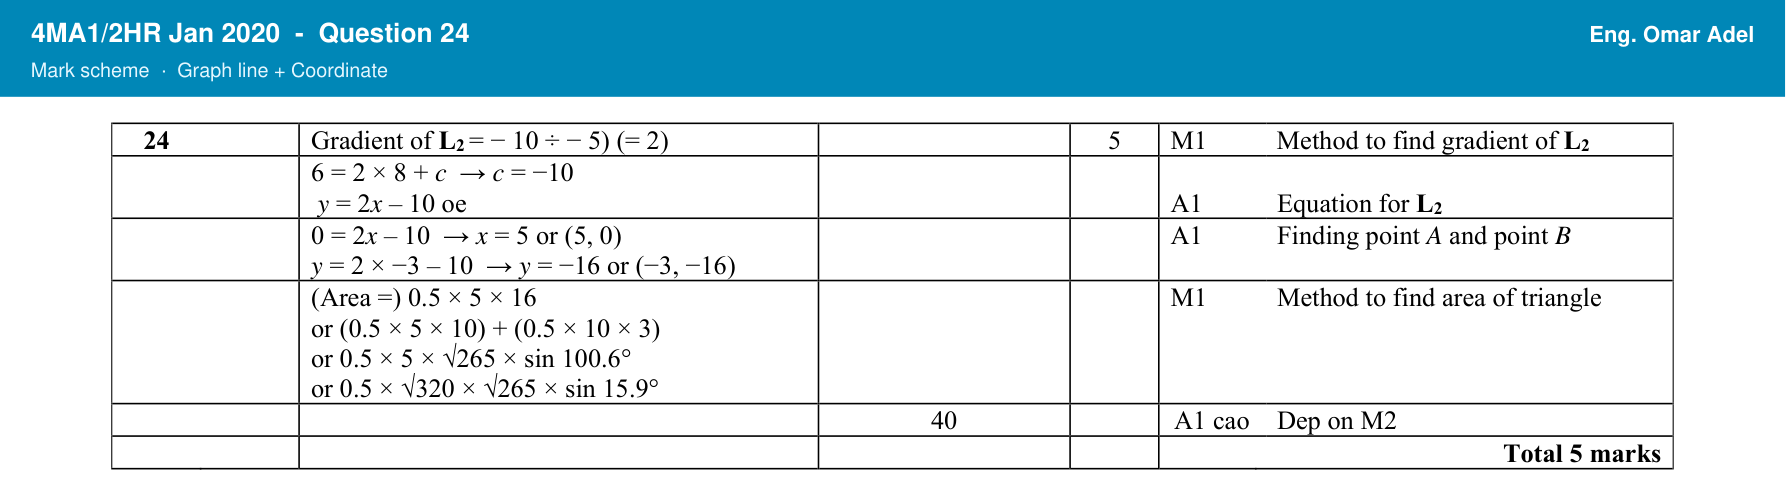 4MA1/2HR Jan 2020 - Question 24
Eng. Omar Adel
Mark scheme · Graph line + Coordinate
24 Gradient of L₂ = − 10 ÷ − 5) (= 2) 5 M1 Method to find gradient of L₂
6 = 2 × 8 + c → c = −10
y = 2x – 10 oe A1 Equation for L₂
0 = 2x – 10 → x = 5 or (5, 0) A1 Finding point A and point B
y = 2 × −3 – 10 → y = −16 or (−3, −16)
(Area =) 0.5 × 5 × 16 M1 Method to find area of triangle
or (0.5 × 5 × 10) + (0.5 × 10 × 3)
or 0.5 × 5 × √265 × sin 100.6°
or 0.5 × √320 × √265 × sin 15.9°
40 A1 cao Dep on M2
Total 5 marks